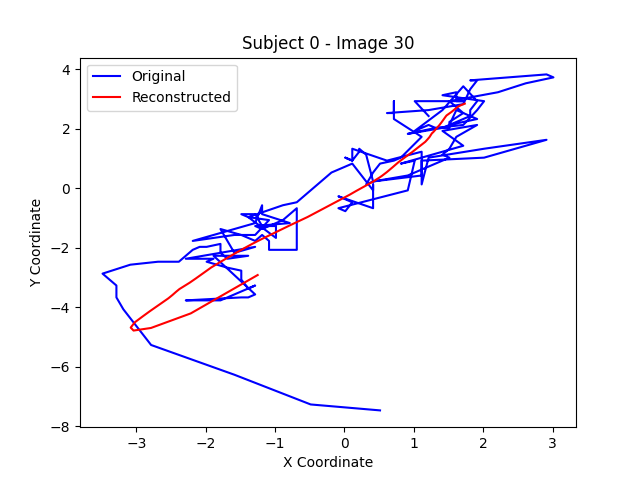 Subject 0 - Image 30
Original
Reconstructed
Y Coordinate
4
2
0
−2
−4
−6
−8
−3
−2
−1
0
1
2
3
X Coordinate